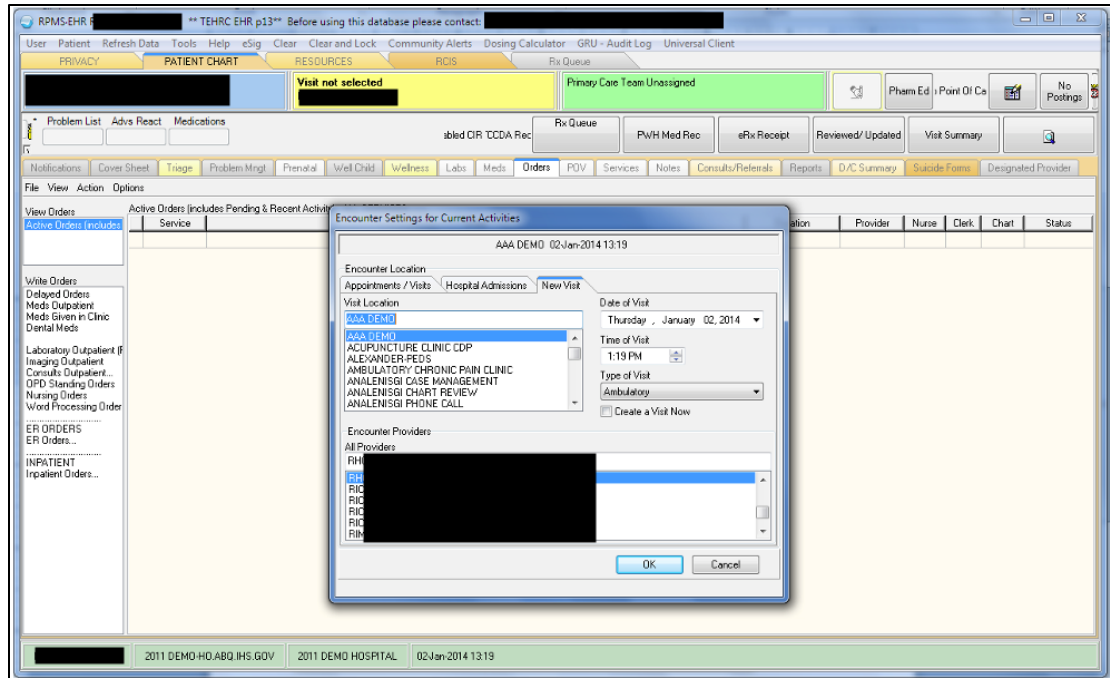 RPMS-EHR ** TEHRC EHR p13** Before using this database please contact:
User Patient Refresh Data Tools Help eSig Clear Clear and Lock Community Alerts Dosing Calculator GRU - Audit Log Universal Client
PRIVACY PATIENT CHART RESOURCES RCIS Rx Queue
Visit not selected
Primary Care Team Unassigned
Pharm Ed Point Of Ca
No
Postings
Problem List Advs React Medications
abled CIR TCCDA Rec
Rx Queue
PWH Med Rec eRx Receipt Reviewed/ Updated Visit Summary
Notifications Cover Sheet Triage Problem Mngt Prenatal Well Child Wellness Labs Meds Orders POV Services Notes Consults/Referrals Reports D/C Summary Suicide Forms Designated Provider
File View Action Options
View Orders
Active Orders (includes
Active Orders (includes Pending & Recent Activit
Service Provider Nurse Clerk Chart Status
Write Orders
Delayed Orders
Meds Outpatient
Meds Given in Clinic
Dental Meds
Laboratory Outpatient
Imaging Outpatient
Consults Outpatient...
OPD Standing Orders
Nursing Orders
Word Processing Order
ER ORDERS
ER Orders...
INPATIENT
Inpatient Orders...
Encounter Settings for Current Activities
AAA DEMO 02-Jan-2014 13:19
Encounter Location
Appointments / Visits Hospital Admissions New Visit
Visit Location
AAA DEMO
AAA DEMO
ACUPUNCTURE CLINIC CDP
ALEXANDER-PEDS
AMBULATORY CHRONIC PAIN CLINIC
ANALENISGI CASE MANAGEMENT
ANALENISGI CHART REVIEW
ANALENISGI PHONE CALL
Date of Visit
Thursday , January 02, 2014
Time of Visit
1:19 PM
Type of Visit
Ambulatory
Create a Visit Now
Encounter Providers
All Providers
RH
RH
RIC
RIC
RIC
RIC
RIN
OK Cancel
2011 DEMO-HO.ABQ.IHS.GOV 2011 DEMO HOSPITAL 02-Jan-2014 13:19